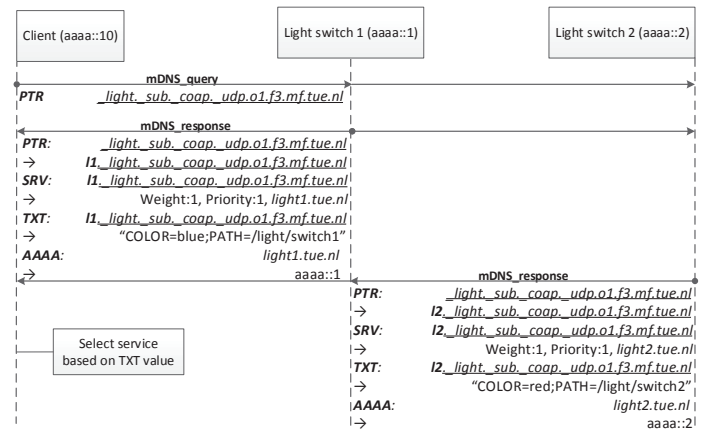 Client (aaaa::10)
Light switch 1 (aaaa::1)
Light switch 2 (aaaa::2)
mDNS_query
PTR _light._sub._coap._udp.o1.f3.mf.tue.nl
mDNS_response
PTR: _light._sub._coap._udp.o1.f3.mf.tue.nl
→ l1._light._sub._coap._udp.o1.f3.mf.tue.nl
SRV: l1._light._sub._coap._udp.o1.f3.mf.tue.nl
→ Weight:1, Priority:1, light1.tue.nl
TXT: l1._light._sub._coap._udp.o1.f3.mf.tue.nl
→ “COLOR=blue;PATH=/light/switch1”
AAAA: light1.tue.nl
→ aaaa::1
mDNS_response
PTR: _light._sub._coap._udp.o1.f3.mf.tue.nl
→ l2._light._sub._coap._udp.o1.f3.mf.tue.nl
SRV: l2._light._sub._coap._udp.o1.f3.mf.tue.nl
→ Weight:1, Priority:1, light2.tue.nl
TXT: l2._light._sub._coap._udp.o1.f3.mf.tue.nl
→ “COLOR=red;PATH=/light/switch2”
AAAA: light2.tue.nl
→ aaaa::2
Select service
based on TXT value